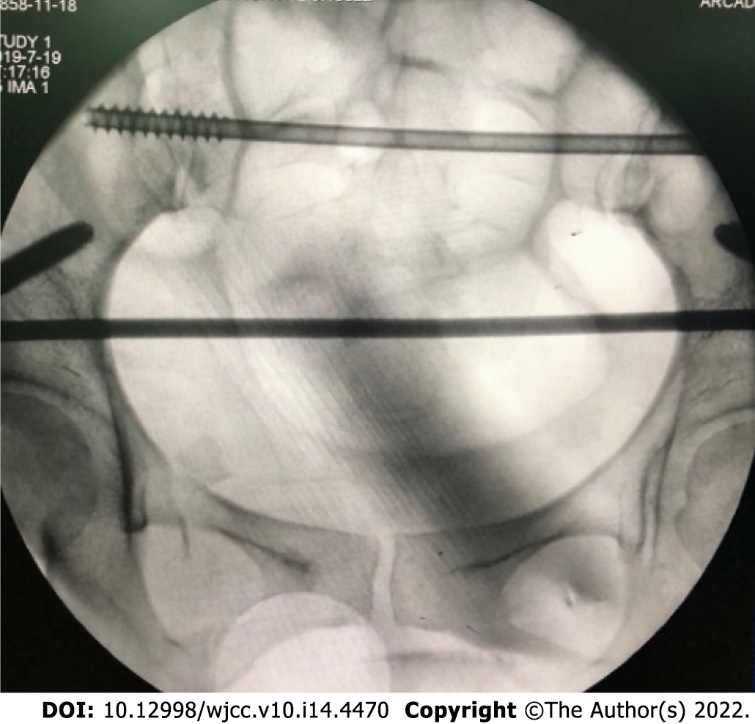 858-11-18
ARCAD
TUDY 1
019-7-19
:17:16
IMA 1
DOI: 10.12998/wjcc.v10.i14.4470 Copyright ©The Author(s) 2022.